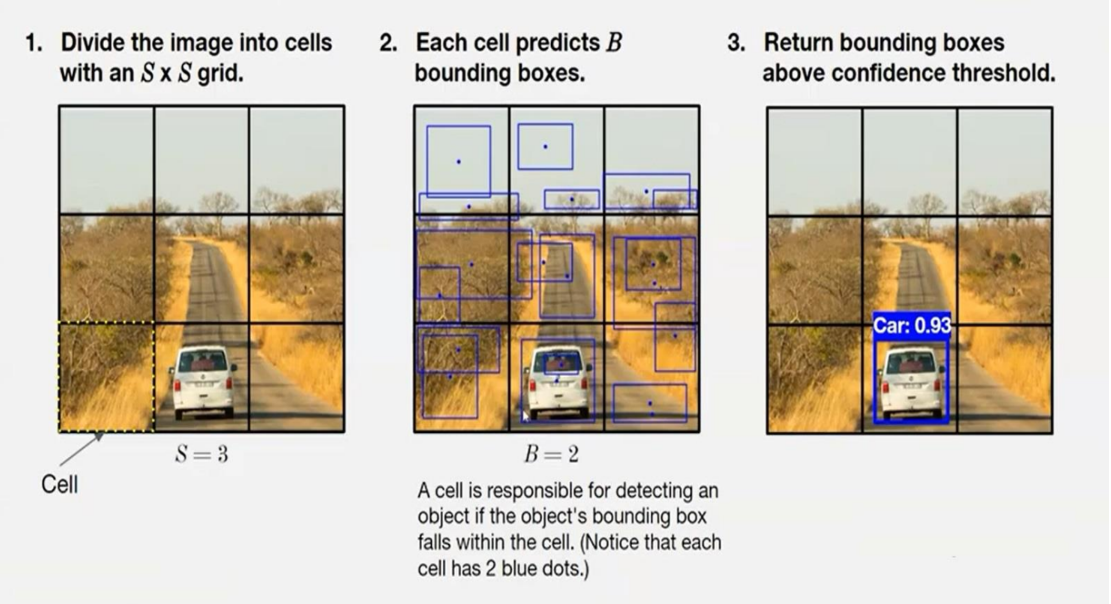 1. Divide the image into cells
with an S x S grid.
2. Each cell predicts B
bounding boxes.
3. Return bounding boxes
above confidence threshold.
Car: 0.93
S = 3
Cell
B = 2
A cell is responsible for detecting an
object if the object's bounding box
falls within the cell. (Notice that each
cell has 2 blue dots.)